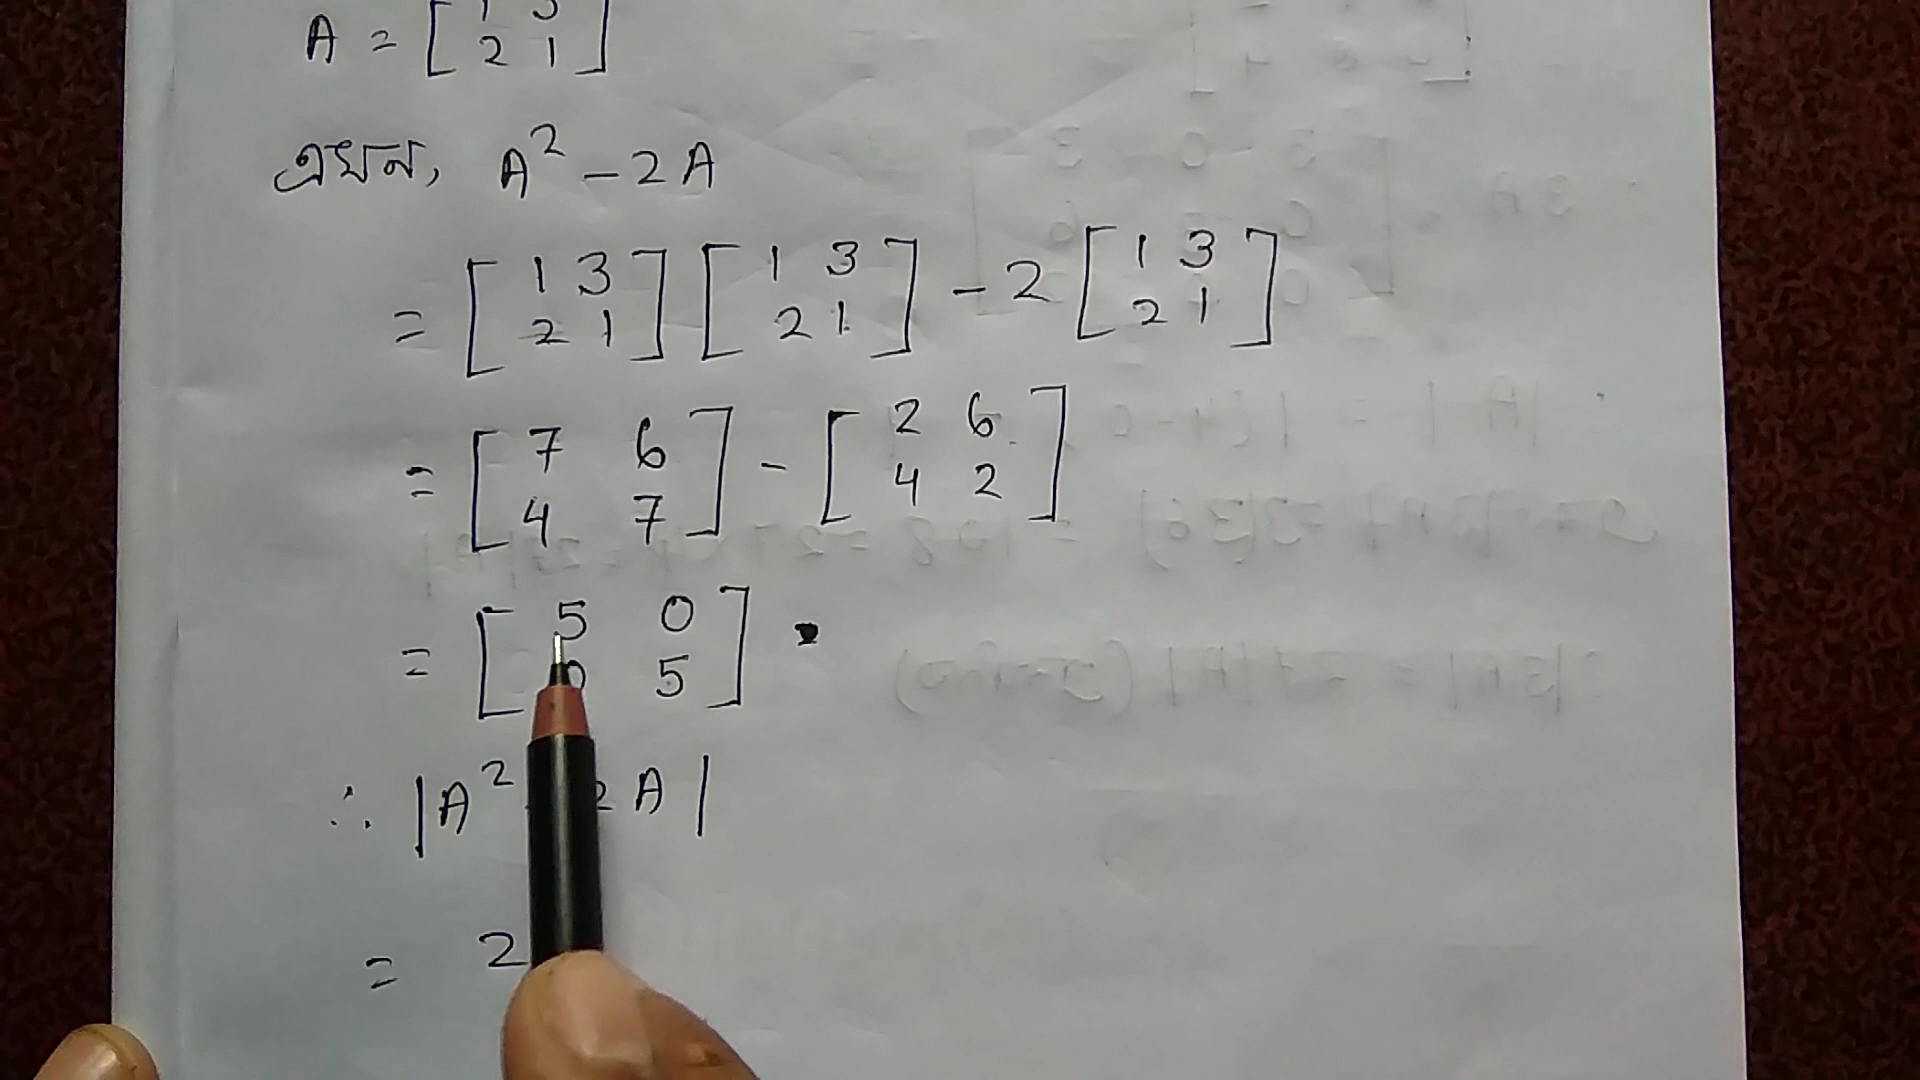 A = [1 3
2 1]
এখন, A² - 2A
= [1 3
2 1] [1 3
2 1] - 2 [1 3
2 1]
= [7 6
4 7] - [2 6
4 2]
= [5 0
0 5]
∴ |A² 2A|
= 2